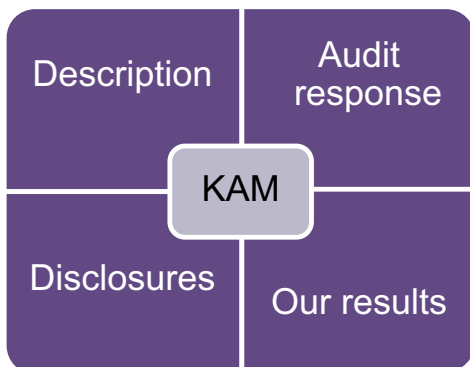 Description
Audit
response
KAM
Disclosures
Our results